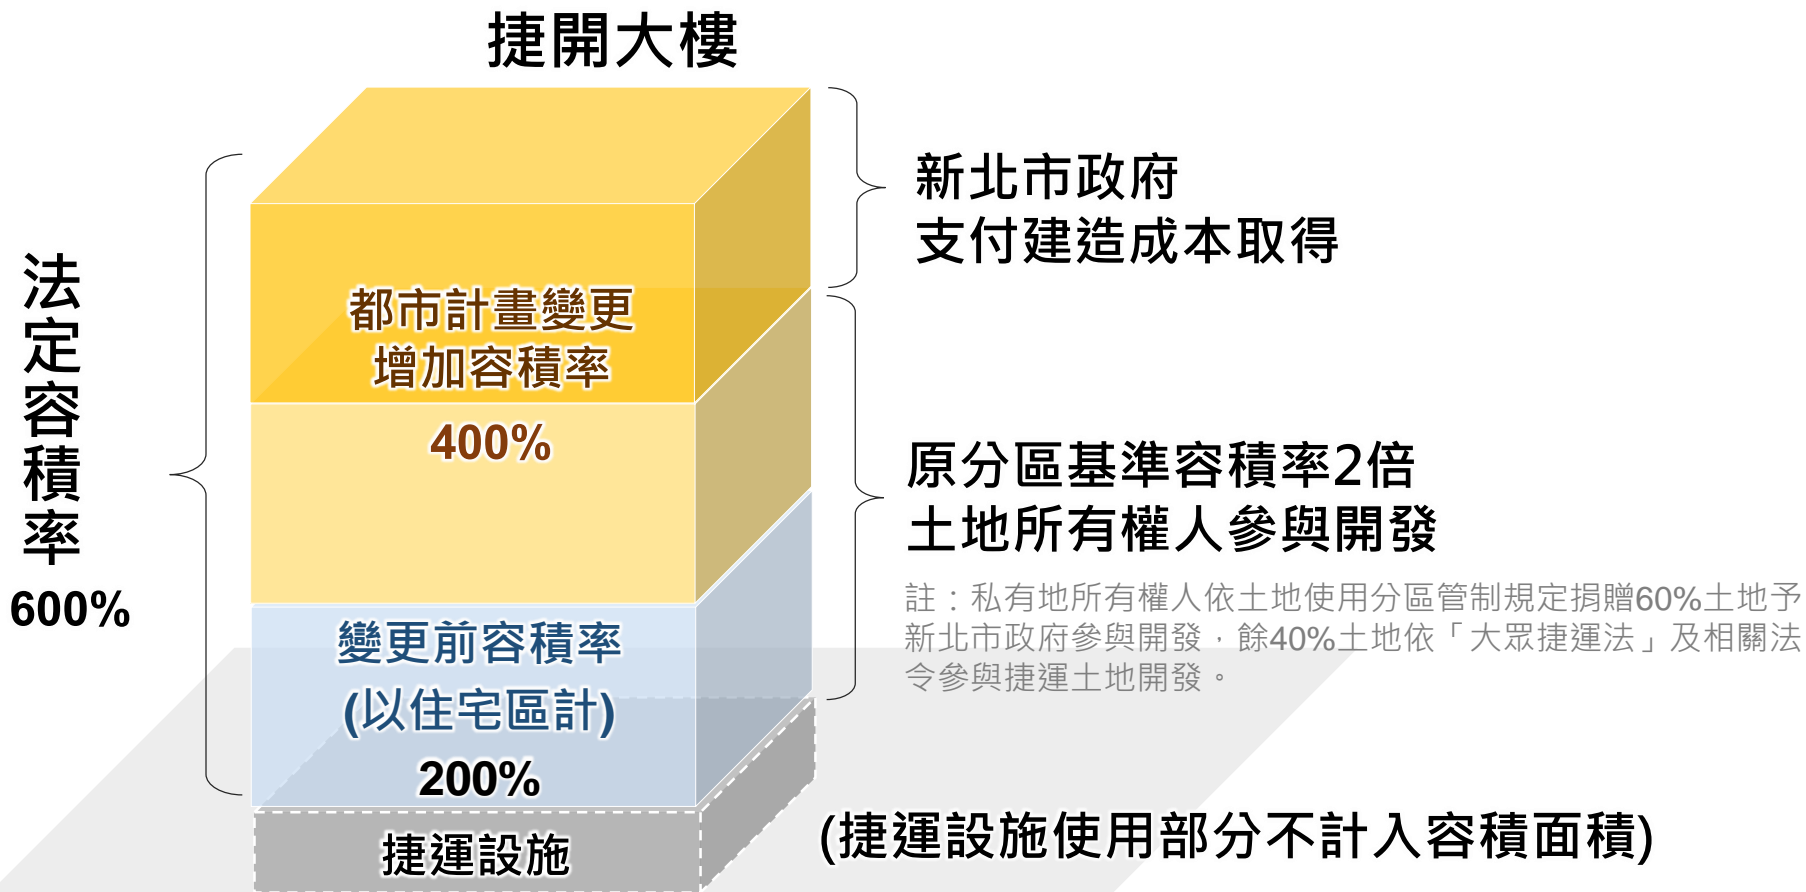 捷開大樓
新北市政府
支付建造成本取得
法定容積率
600%
都市計畫變更
增加容積率
400%
原分區基準容積率2倍
土地所有權人參與開發
註：私有地所有權人依土地使用分區管制規定捐贈60%土地予
新北市政府參與開發，餘40%土地依「大眾捷運法」及相關法
令參與捷運土地開發。
變更前容積率
(以住宅區計)
200%
捷運設施
(捷運設施使用部分不計入容積面積)